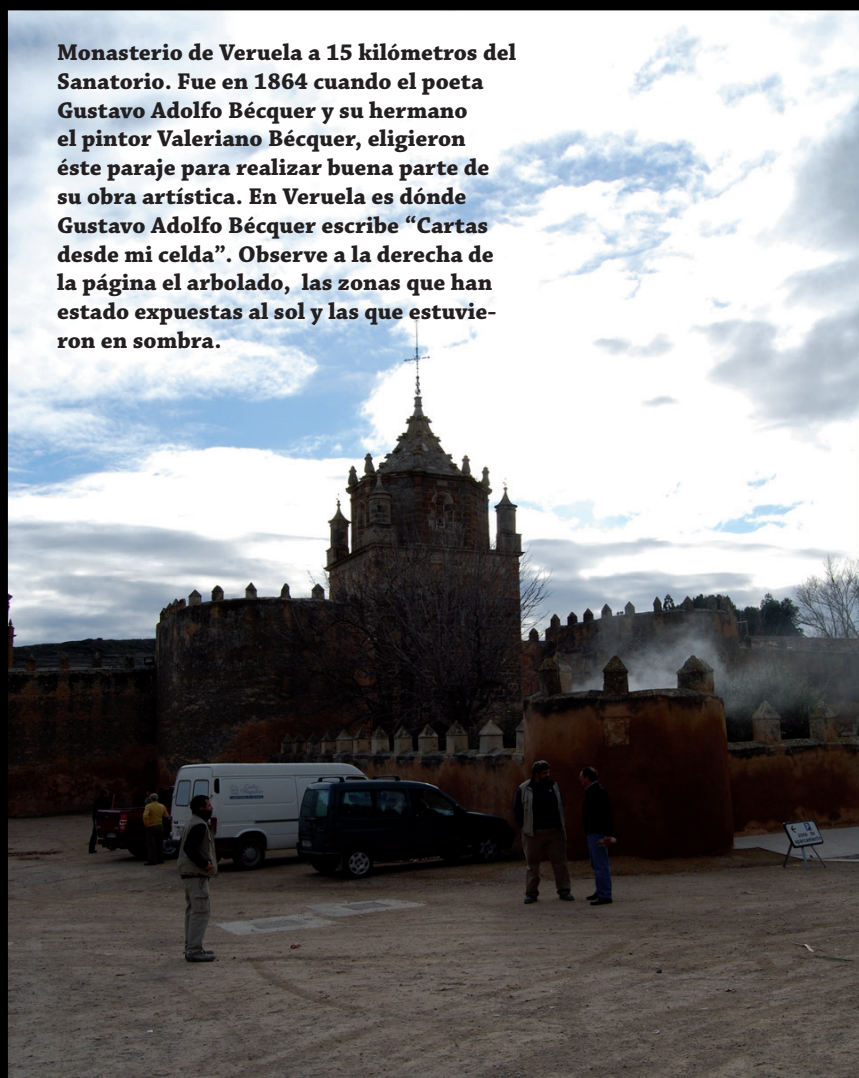 Monasterio de Veruela a 15 kilómetros del
Sanatorio. Fue en 1864 cuando el poeta
Gustavo Adolfo Bécquer y su hermano
el pintor Valeriano Bécquer, eligieron
éste paraje para realizar buena parte de
su obra artística. En Veruela es dónde
Gustavo Adolfo Bécquer escribe “Cartas
desde mi celda”. Observe a la derecha de
la página el arbolado,  las zonas que han
estado expuestas al sol y las que estuvie-
ron en sombra.
P